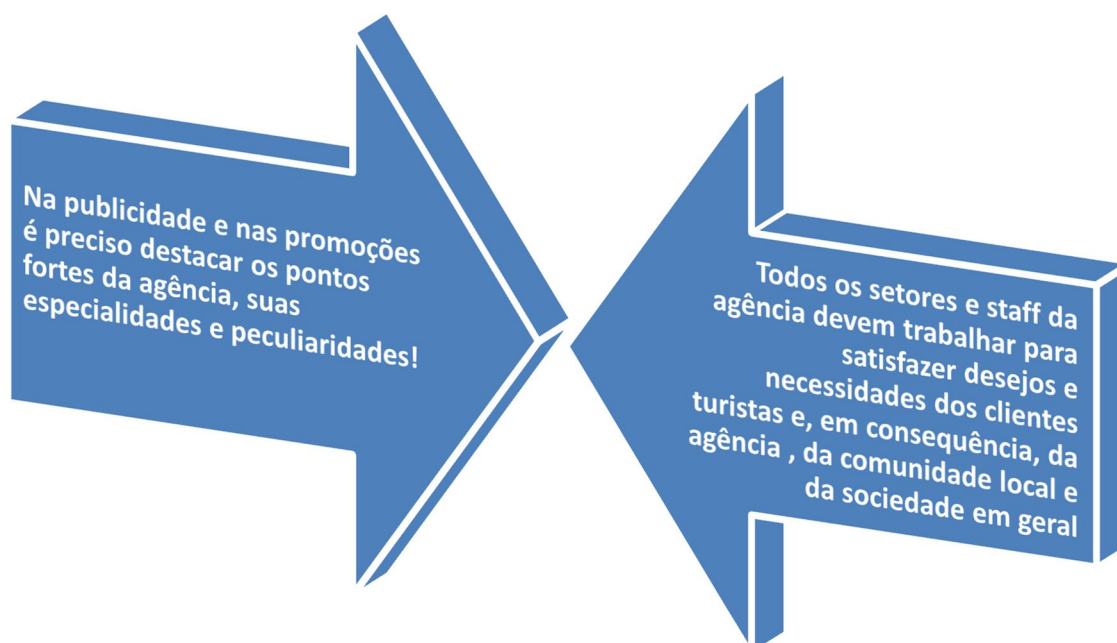 Na publicidade e nas promoções
é preciso destacar os pontos
fortes da agência, suas
especialidades e peculiaridades!
Todos os setores e staff da
agência devem trabalhar para
satisfazer desejos e
necessidades dos clientes
turistas e, em consequência, da
agência , da comunidade local e
da sociedade em geral